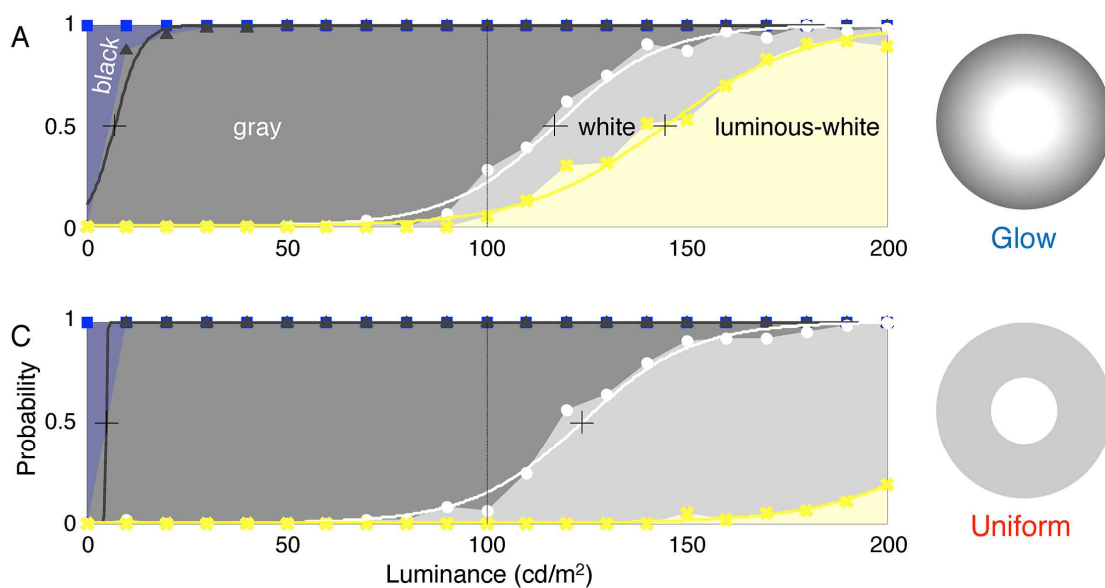 A
1
0.5
0
black
gray
white
luminous-white
0
50
100
150
200
Glow
C
Probability
1
0.5
0
0
50
100
150
200
Luminance (cd/m²)
Uniform